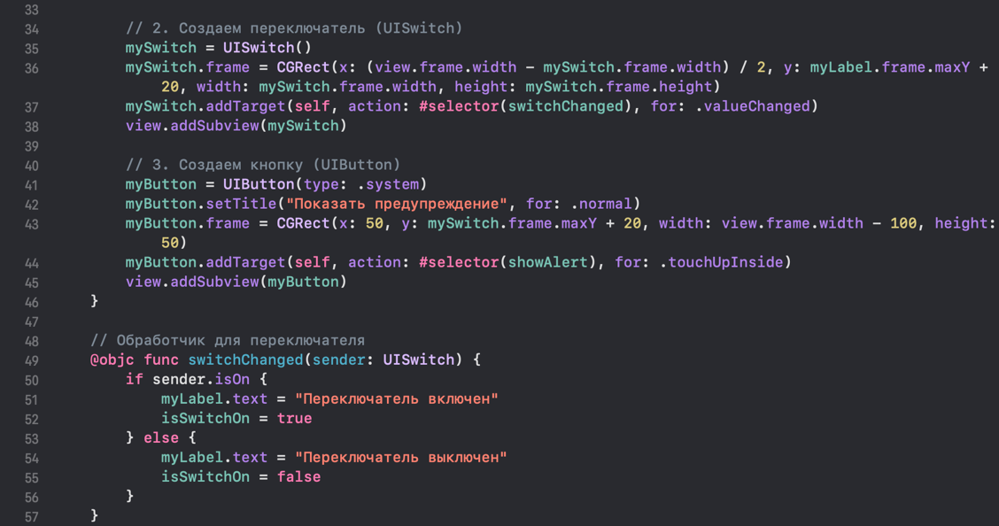 33
34 // 2. Создаем переключатель (UISwitch)
35 mySwitch = UISwitch()
36 mySwitch.frame = CGRect(x: (view.frame.width - mySwitch.frame.width) / 2, y: myLabel.frame.maxY +
20, width: mySwitch.frame.width, height: mySwitch.frame.height)
37 mySwitch.addTarget(self, action: #selector(switchChanged), for: .valueChanged)
38 view.addSubview(mySwitch)
39
40 // 3. Создаем кнопку (UIButton)
41 myButton = UIButton(type: .system)
42 myButton.setTitle("Показать предупреждение", for: .normal)
43 myButton.frame = CGRect(x: 50, y: mySwitch.frame.maxY + 20, width: view.frame.width - 100, height:
50)
44 myButton.addTarget(self, action: #selector(showAlert), for: .touchUpInside)
45 view.addSubview(myButton)
46 }
47
48 // Обработчик для переключателя
49 @objc func switchChanged(sender: UISwitch) {
50 if sender.isOn {
51 myLabel.text = "Переключатель включен"
52 isSwitchOn = true
53 } else {
54 myLabel.text = "Переключатель выключен"
55 isSwitchOn = false
56 }
57 }